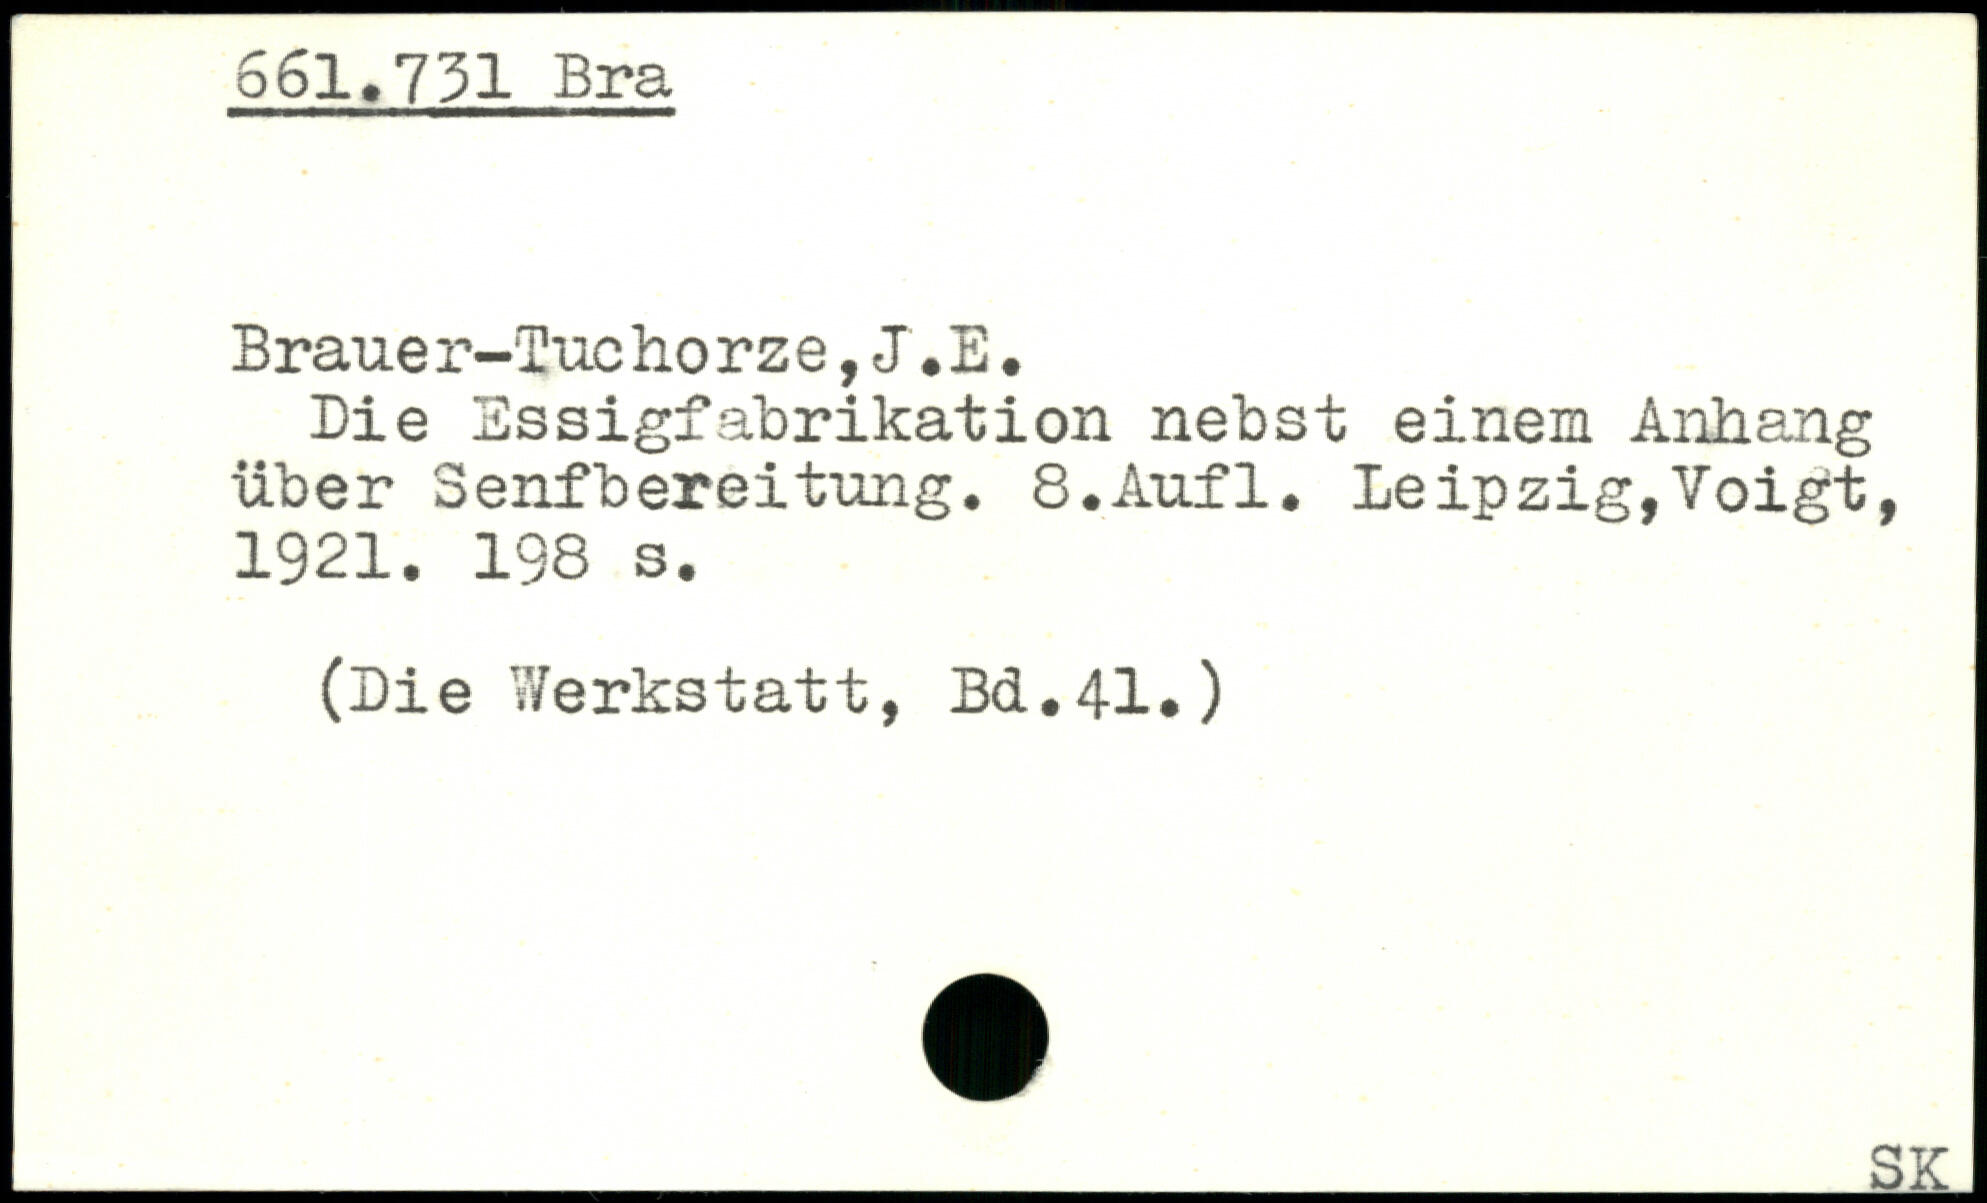 661.731 Bra
Brauer-Tuchorze,J.E.
Die Essigfabrikation nebst einem Anhang
über Senfbereitung. 8.Aufl. Leipzig,Voigt,
1921. 198 s.
(Die Werkstatt, Bd.41.)
SK